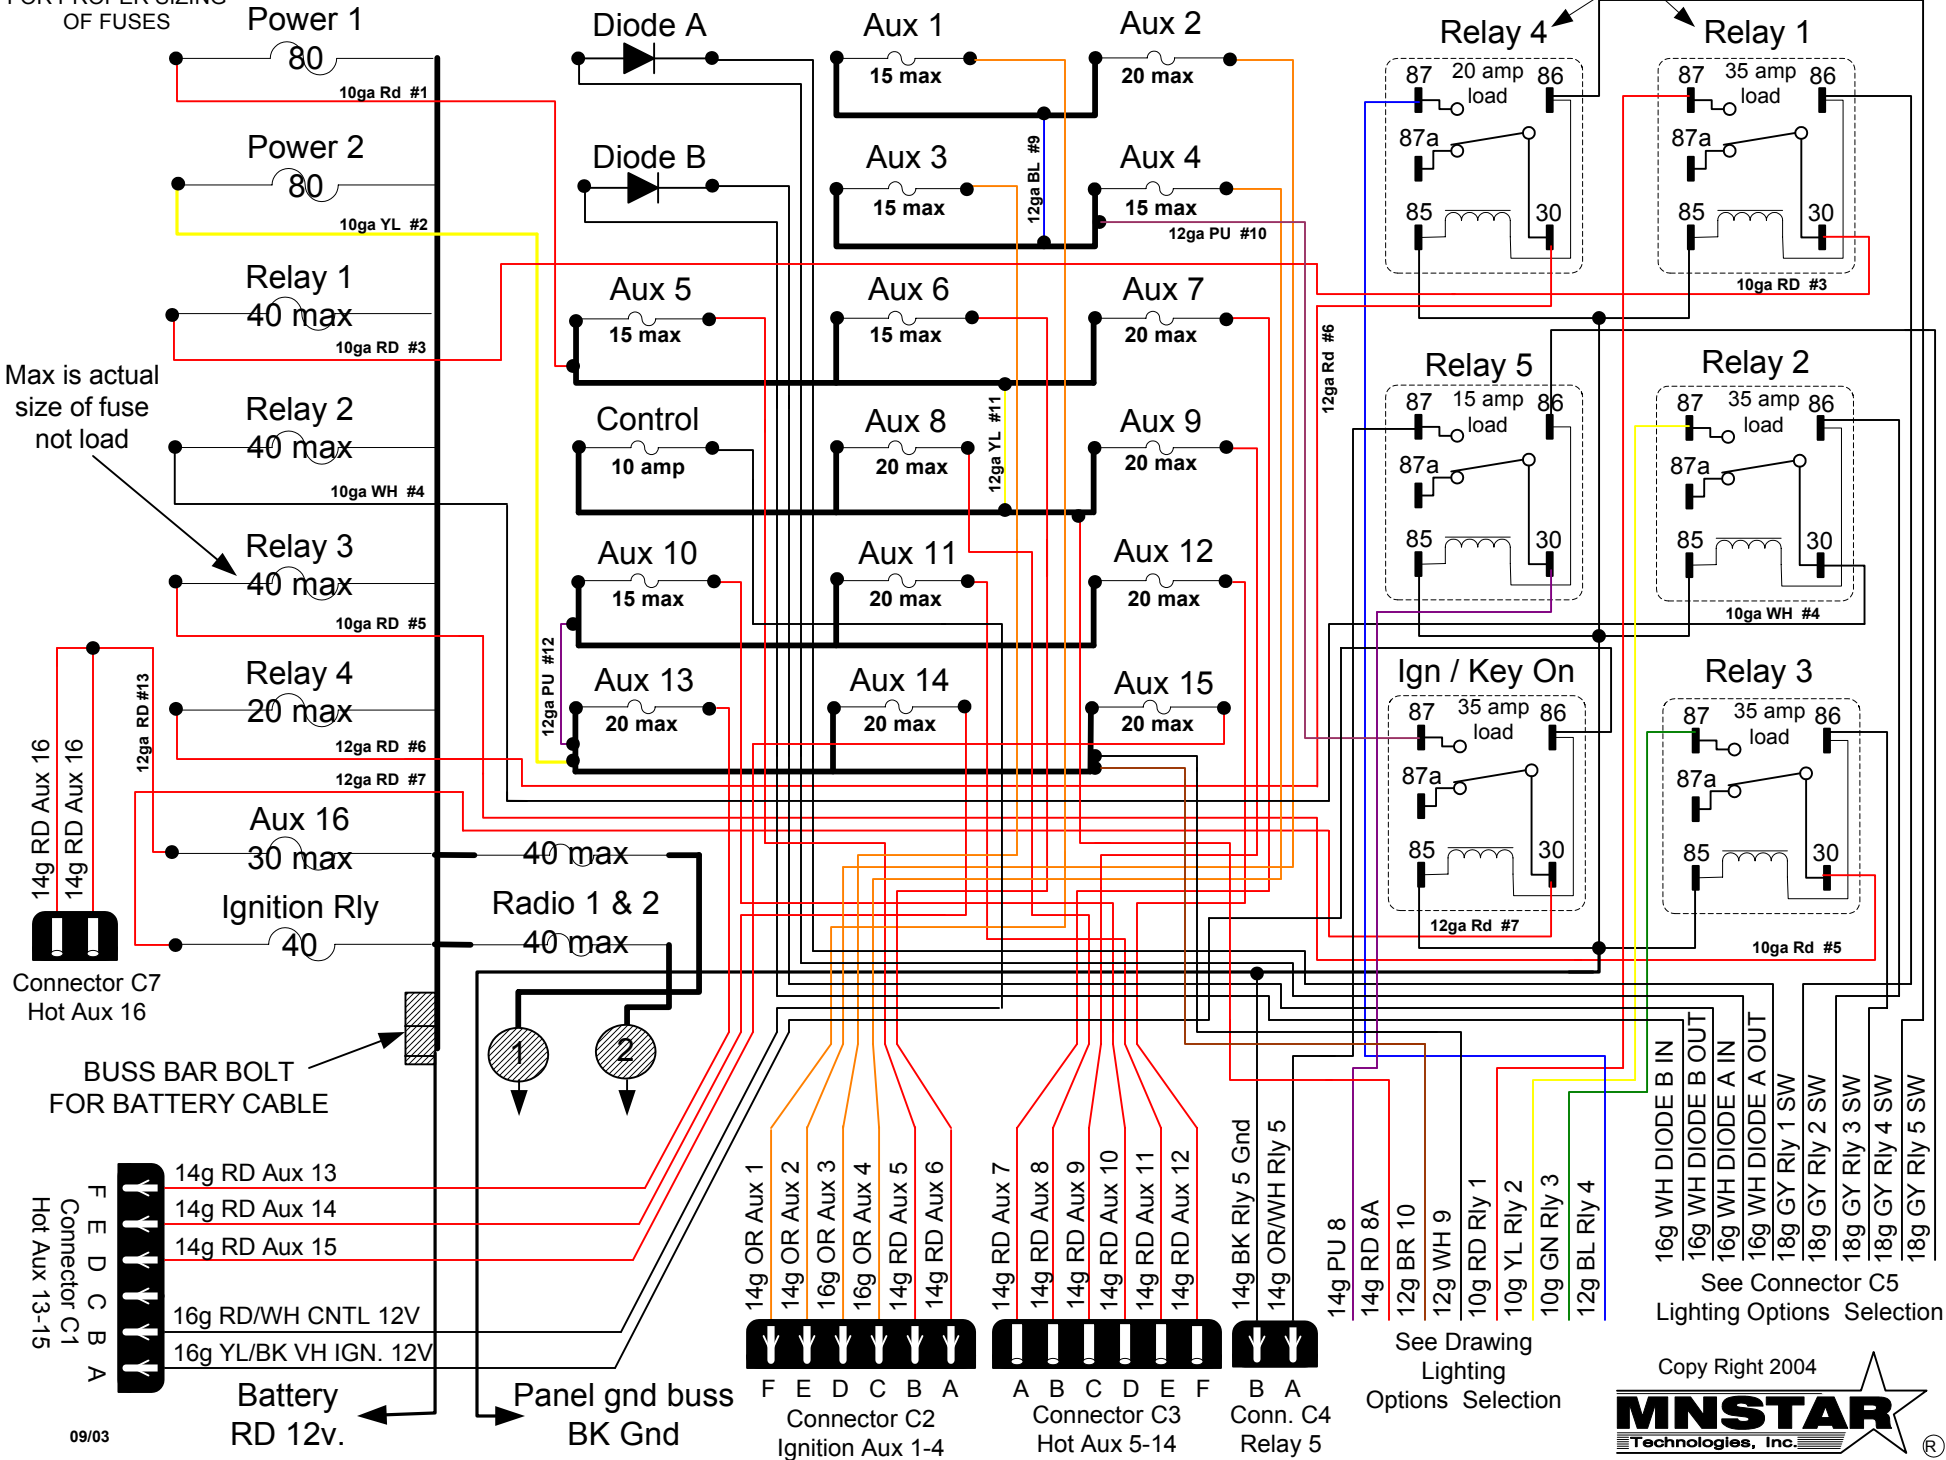 FOR PROPER SIZING
OF FUSES
Power 1
80
10ga Rd #1
Power 2
80
10ga YL #2
Relay 1
40 max
10ga RD #3
Max is actual
size of fuse
not load
Relay 2
40 max
10ga WH #4
Relay 3
40 max
10ga RD #5
Relay 4
20 max
12ga RD #6
12ga RD #7
12ga RD #13
14g RD Aux 16
14g RD Aux 16
Aux 16
30 max
Ignition Rly
40
Connector C7
Hot Aux 16
40 max
Radio 1 & 2
40 max
1
2
BUSS BAR BOLT
FOR BATTERY CABLE
Diode A
Diode B
Aux 1
15 max
Aux 2
20 max
12ga BL #9
Aux 3
15 max
Aux 4
15 max
12ga PU #10
Aux 5
15 max
Aux 6
15 max
Aux 7
20 max
12ga YL #11
Control
10 amp
Aux 8
20 max
Aux 9
20 max
Aux 10
15 max
Aux 11
20 max
Aux 12
20 max
12ga PU #12
Aux 13
20 max
Aux 14
20 max
Aux 15
20 max
Relay 4
87
20 amp
load
86
87a
85
30
Relay 1
87
35 amp
load
86
87a
85
30
10ga RD #3
12ga Rd #6
Relay 5
87
15 amp
load
86
87a
85
30
Relay 2
87
35 amp
load
86
87a
85
30
10ga WH #4
Ign / Key On
87
35 amp
load
86
87a
85
30
12ga Rd #7
Relay 3
87
35 amp
load
86
87a
85
30
10ga Rd #5
F
E
D
C
B
A
Connector C1
Hot Aux 13-15
14g RD Aux 13
14g RD Aux 14
14g RD Aux 15
16g RD/WH CNTL 12V
16g YL/BK VH IGN. 12V
Battery
RD 12v.
09/03
Panel gnd buss
BK Gnd
14g OR Aux 1
14g OR Aux 2
16g OR Aux 3
16g OR Aux 4
14g RD Aux 5
14g RD Aux 6
F E D C B A
Connector C2
Ignition Aux 1-4
14g RD Aux 7
14g RD Aux 8
14g RD Aux 9
14g RD Aux 10
14g RD Aux 11
14g RD Aux 12
A B C D E F
Connector C3
Hot Aux 5-14
14g BK Rly 5 Gnd
14g OR/WH Rly 5
B A
Conn. C4
Relay 5
14g PU 8
14g RD 8A
12g BR 10
12g WH 9
10g RD Rly 1
10g YL Rly 2
10g GN Rly 3
12g BL Rly 4
See Drawing
Lighting
Options Selection
16g WH DIODE B IN
16g WH DIODE B OUT
16g WH DIODE A IN
16g WH DIODE A OUT
18g GY Rly 1 SW
18g GY Rly 2 SW
18g GY Rly 3 SW
18g GY Rly 4 SW
18g GY Rly 5 SW
See Connector C5
Lighting Options Selection
Copy Right 2004
MNSTAR
Technologies, Inc.
R